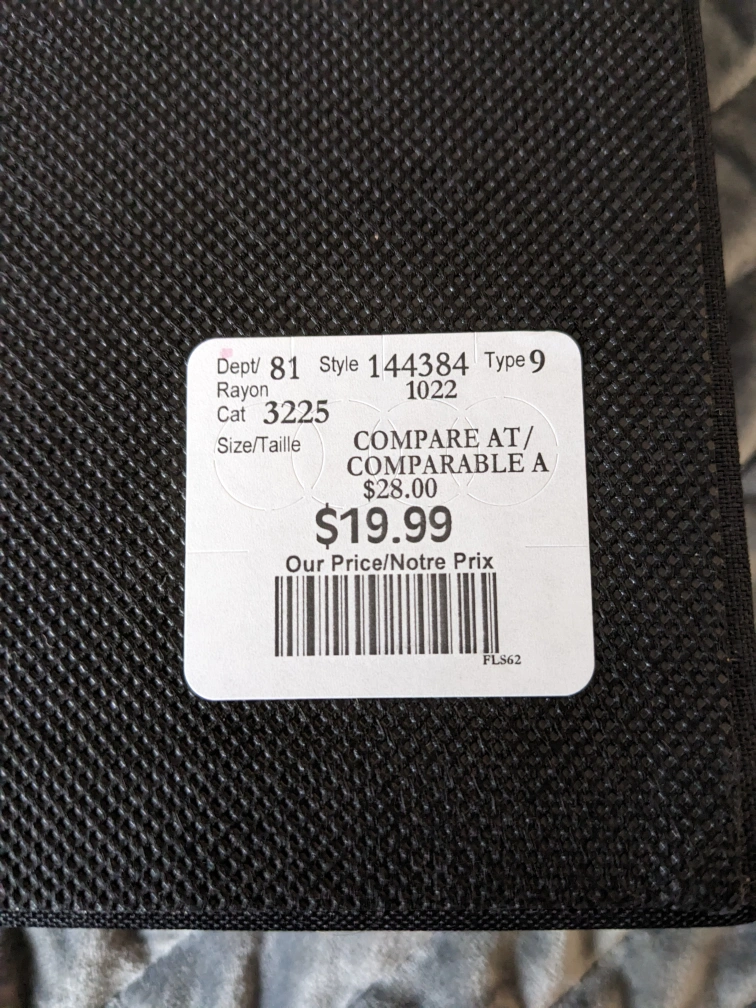 Dept/ 81 Style 144384 Type 9
Rayon 1022
Cat 3225
Size/Taille COMPARE AT/
COMPARABLE A
$28.00
$19.99
Our Price/Notre Prix
FLS62